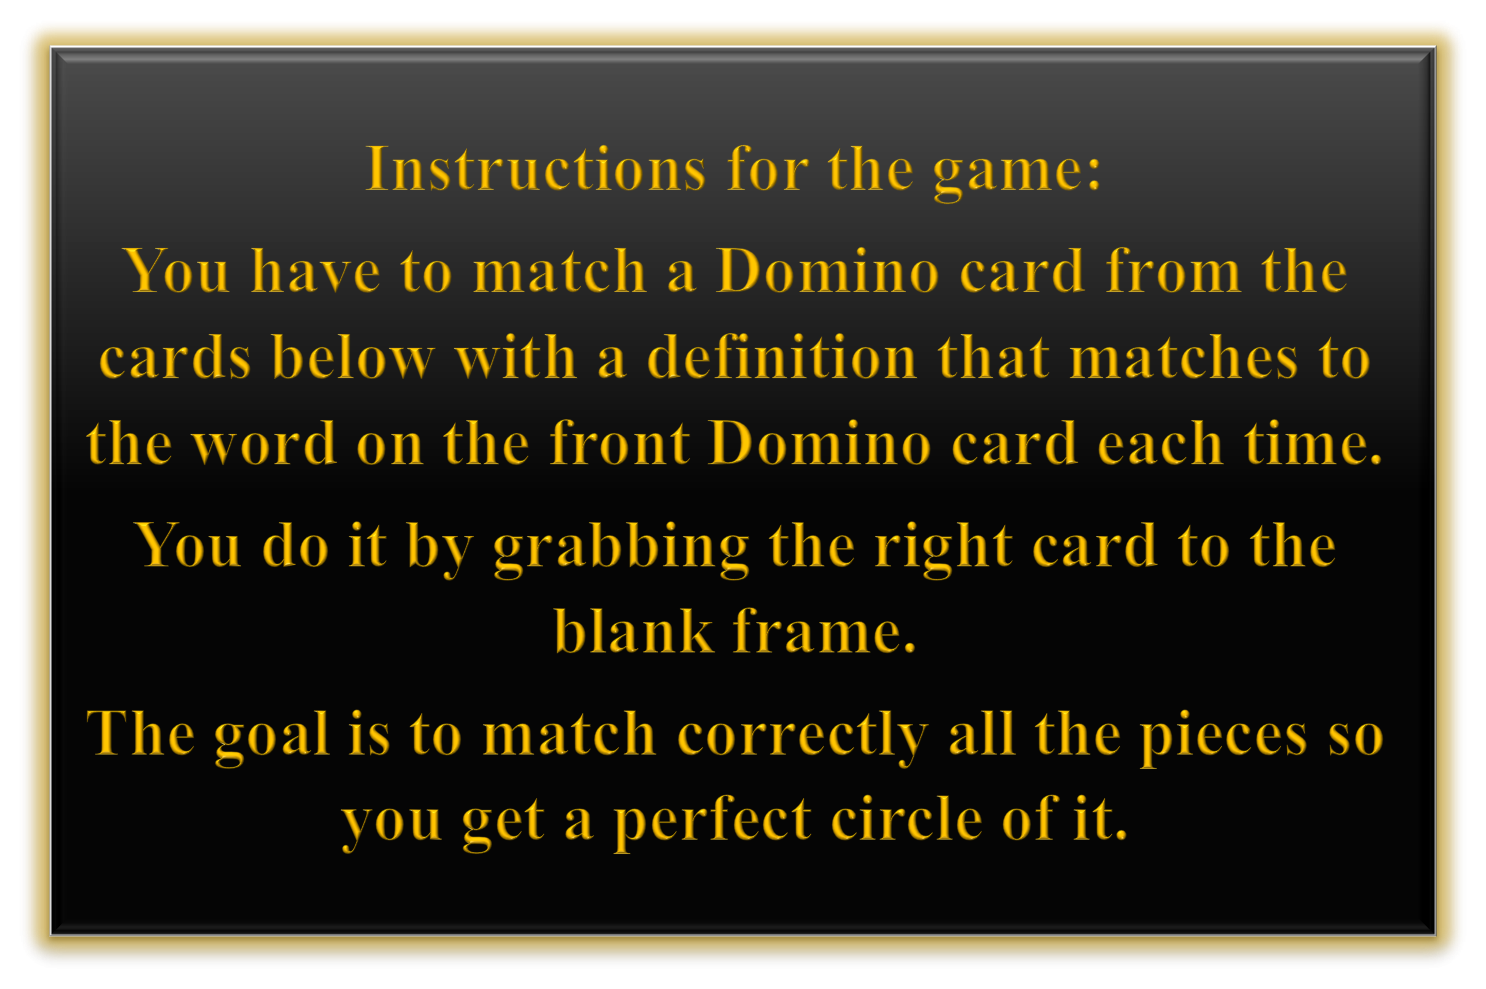 Instructions for the game:
You have to match a Domino card from the
cards below with a definition that matches to
the word on the front Domino card each time.
You do it by grabbing the right card to the
blank frame.
The goal is to match correctly all the pieces so
you get a perfect circle of it.